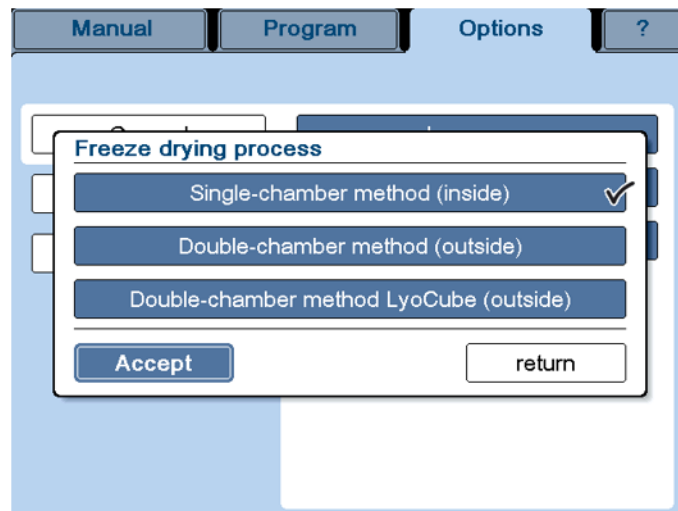 Manual
Program
Options
?
Freeze drying process
Single-chamber method (inside)
Double-chamber method (outside)
Double-chamber method LyoCube (outside)
Accept
return